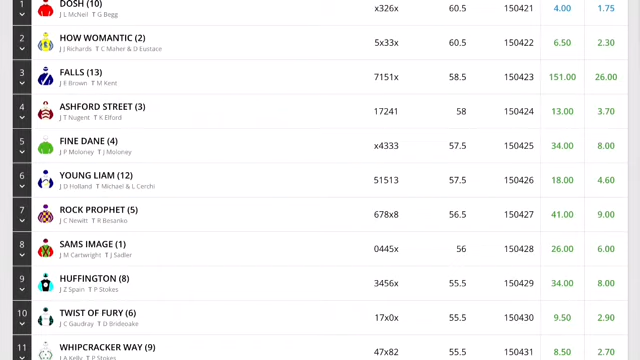 1 DOSH (10) x326x 60.5 150421 4.00 1.75
J L McNeil T G Begg
2 HOW WOMANTIC (2) 5x33x 60.5 150422 6.50 2.30
J J Richards T C Maher & D Eustace
3 FALLS (13) 7151x 58.5 150423 151.00 26.00
J E Brown T M Kent
4 ASHFORD STREET (3) 17241 58 150424 13.00 3.70
J T Nugent T K Elford
5 FINE DANE (4) x4333 57.5 150425 34.00 8.00
J P Moloney T J Moloney
6 YOUNG LIAM (12) 51513 57.5 150426 18.00 4.60
J D Holland T Michael & L Cerchi
7 ROCK PROPHET (5) 678x8 56.5 150427 41.00 9.00
J C Newitt T R Besanko
8 SAMS IMAGE (1) 0445x 56 150428 26.00 6.00
J M Cartwright T J Sadler
9 HUFFINGTON (8) 3456x 55.5 150429 34.00 8.00
J Z Spain T P Stokes
10 TWIST OF FURY (6) 17x0x 55.5 150430 9.50 2.90
J C Gaudray T D Brideoake
11 WHIPCRACKER WAY (9) 47x82 55.5 150431 8.50 2.70
J A Kelly T P Stokes